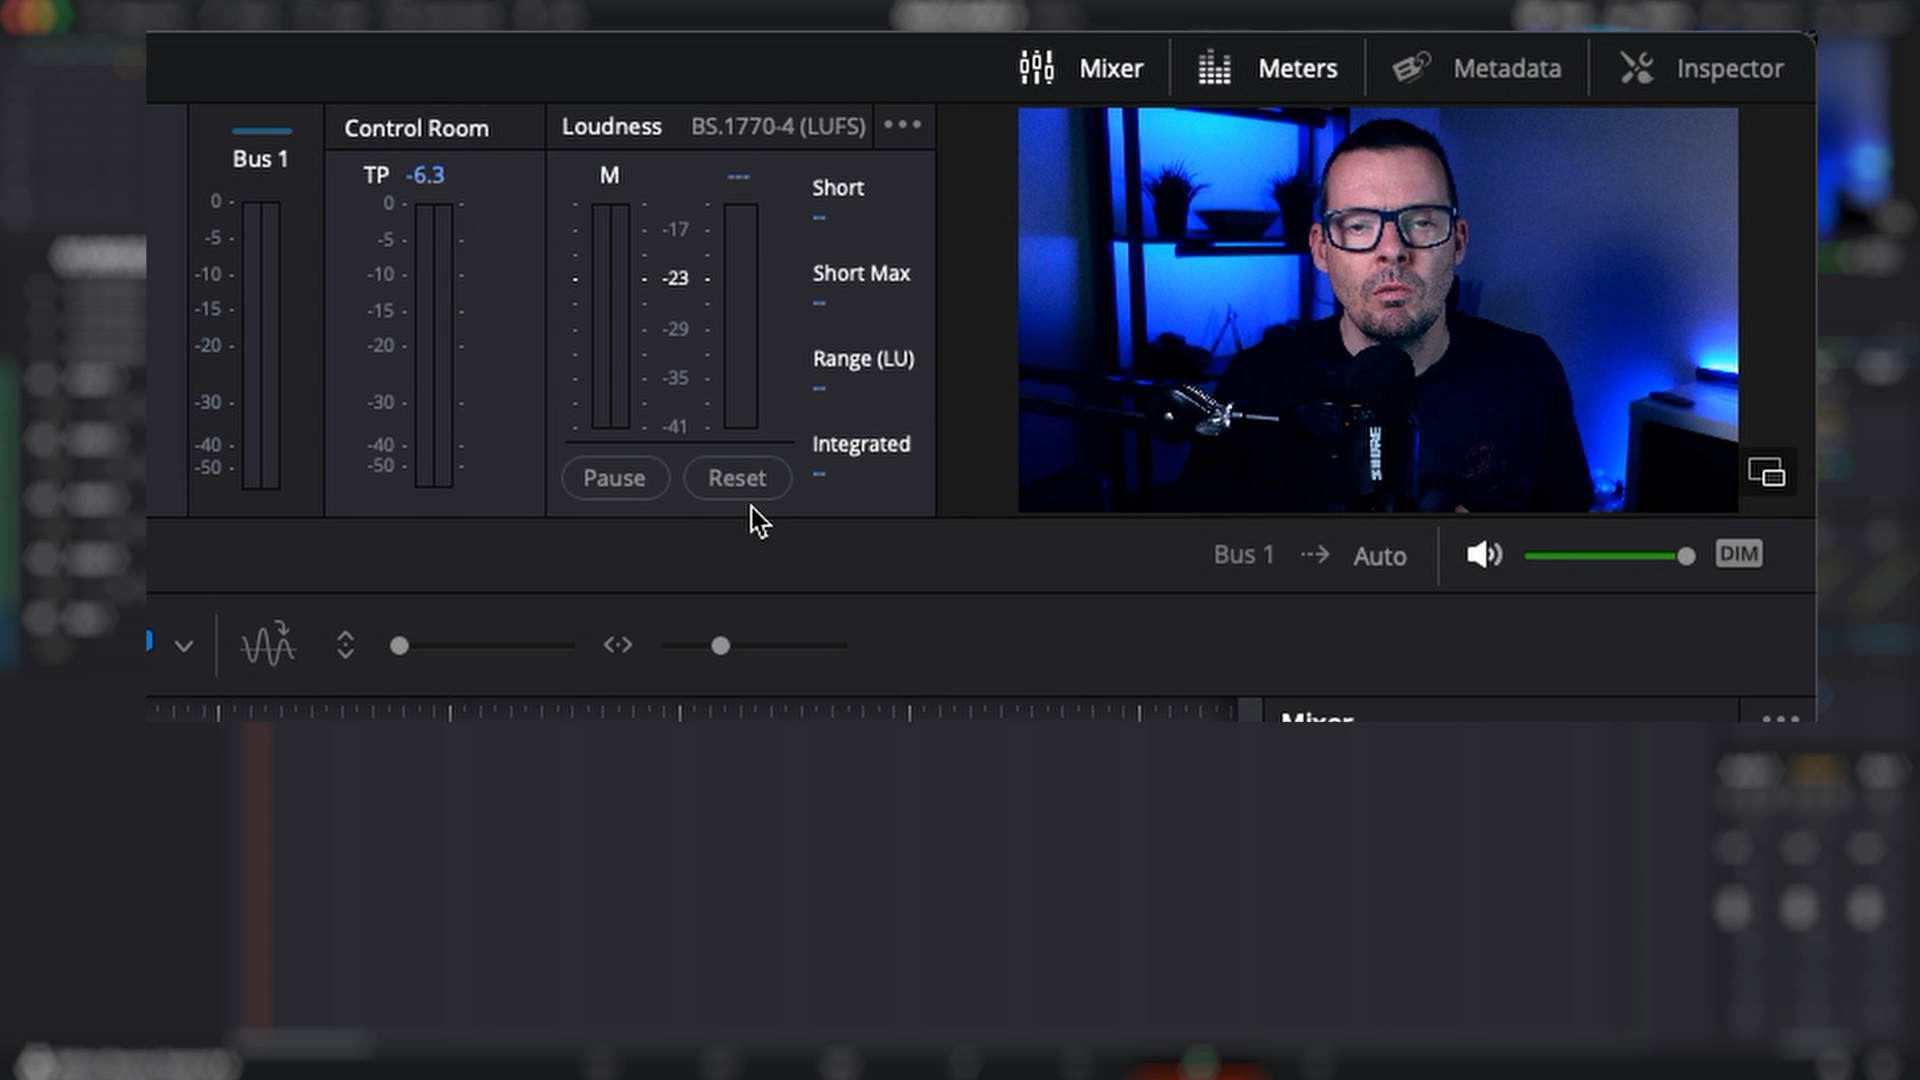 Mixer
Meters
Metadata
Inspector
Bus 1
Control Room
Loudness
BS.1770-4 (LUFS)
TP -6.3
M
---
0
-5
-10
-15
-20
-30
-40
-50
0
-5
-10
-15
-20
-30
-40
-50
-17
-23
-29
-35
-41
Short
--
Short Max
--
Range (LU)
--
Integrated
--
Pause
Reset
SHURE
Bus 1
Auto
DIM
Mixer